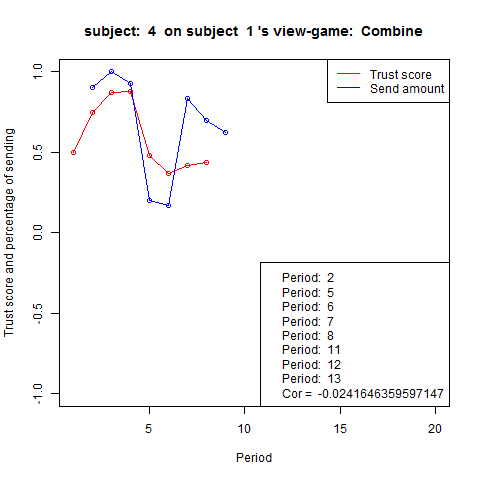 subject:  4  on subject  1 's view-game:  Combine
Trust score
Send amount
Trust score and percentage of sending
1.0
0.5
0.0
-0.5
-1.0
Period:  2
Period:  5
Period:  6
Period:  7
Period:  8
Period:  11
Period:  12
Period:  13
Cor =  -0.0241646359597147
5 10 15 20
Period